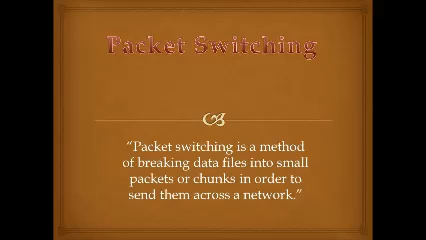 Packet Switching
“Packet switching is a method
of breaking data files into small
packets or chunks in order to
send them across a network.”